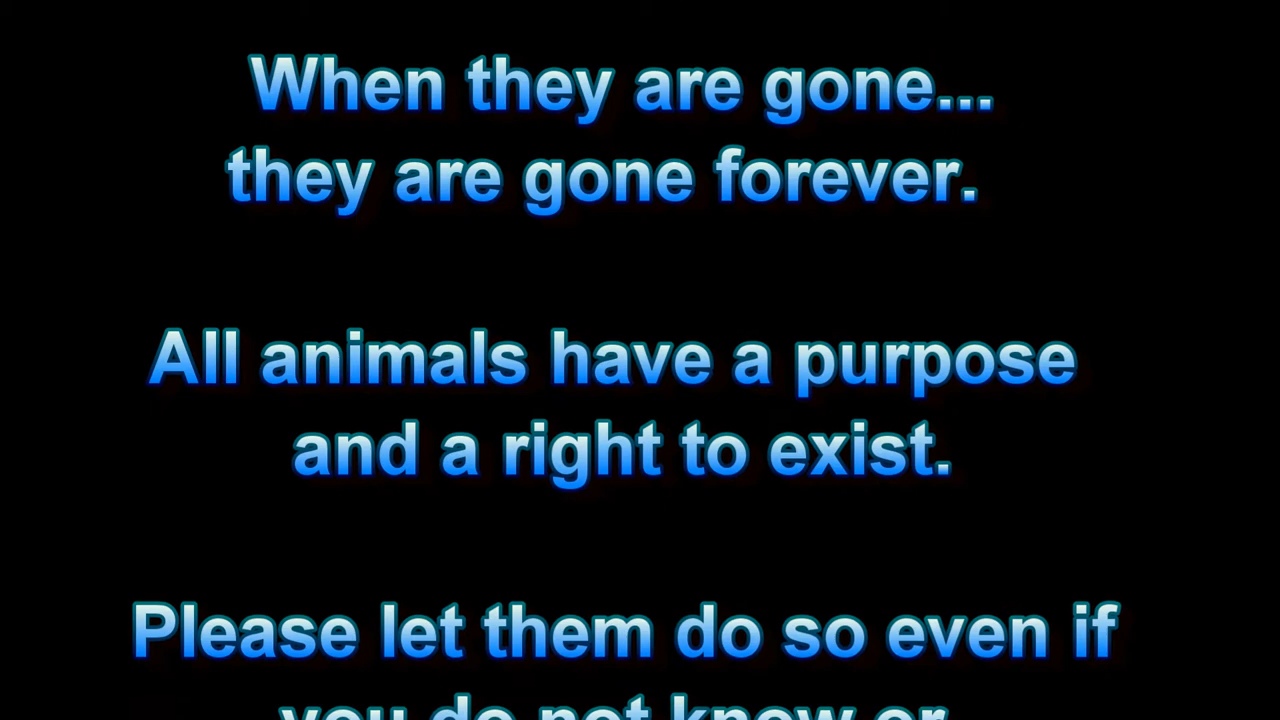 When they are gone...
they are gone forever.
All animals have a purpose
and a right to exist.
Please let them do so even if
you do not know or